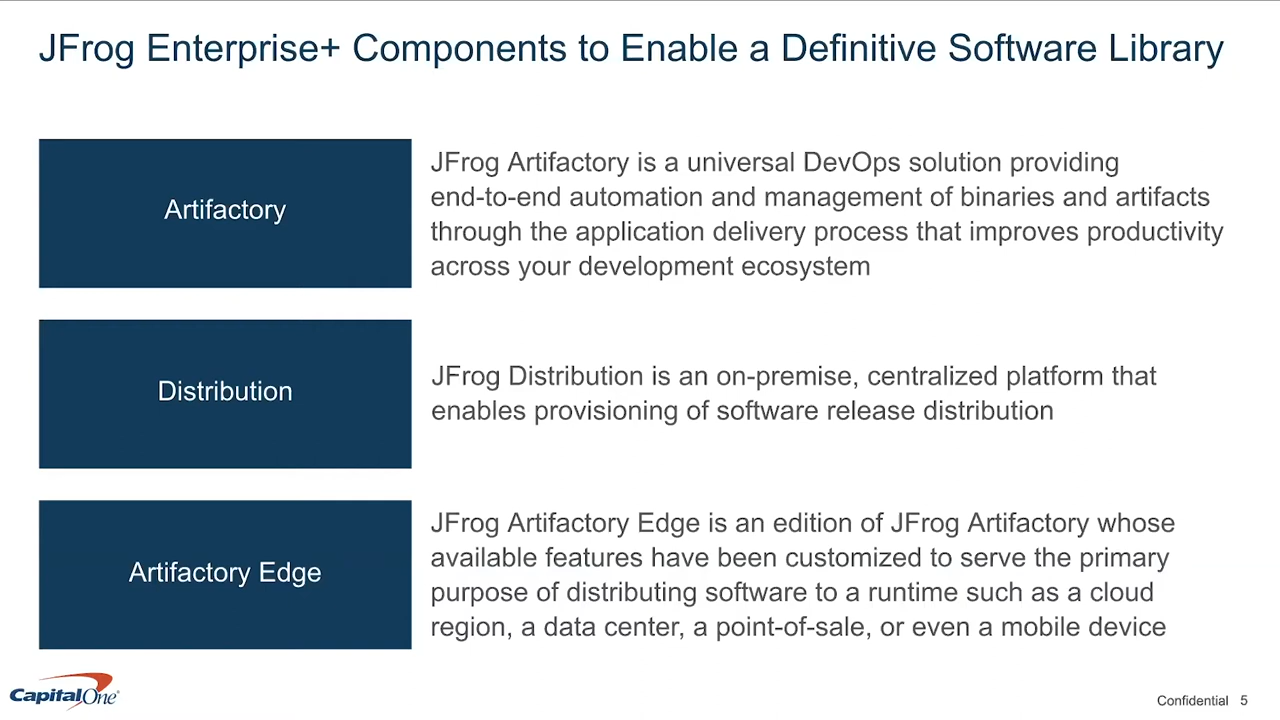 JFrog Enterprise+ Components to Enable a Definitive Software Library
Artifactory
JFrog Artifactory is a universal DevOps solution providing
end-to-end automation and management of binaries and artifacts
through the application delivery process that improves productivity
across your development ecosystem
Distribution
JFrog Distribution is an on-premise, centralized platform that
enables provisioning of software release distribution
Artifactory Edge
JFrog Artifactory Edge is an edition of JFrog Artifactory whose
available features have been customized to serve the primary
purpose of distributing software to a runtime such as a cloud
region, a data center, a point-of-sale, or even a mobile device
CapitalOne®
Confidential 5